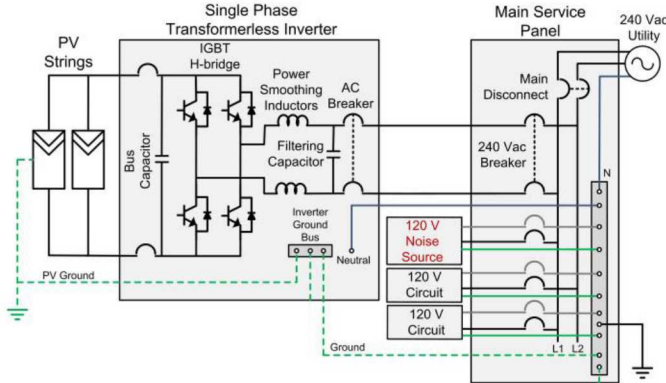 Single Phase
Transformerless Inverter
Main Service
Panel
240 Vac
Utility
PV
Strings
IGBT
H-bridge
Power
Smoothing
Inductors
AC
Breaker
Main
Disconnect
Bus
Capacitor
Filtering
Capacitor
240 Vac
Breaker
N
Inverter
Ground
Bus
Neutral
120 V
Noise
Source
PV Ground
120 V
Circuit
120 V
Circuit
Ground
L1
L2